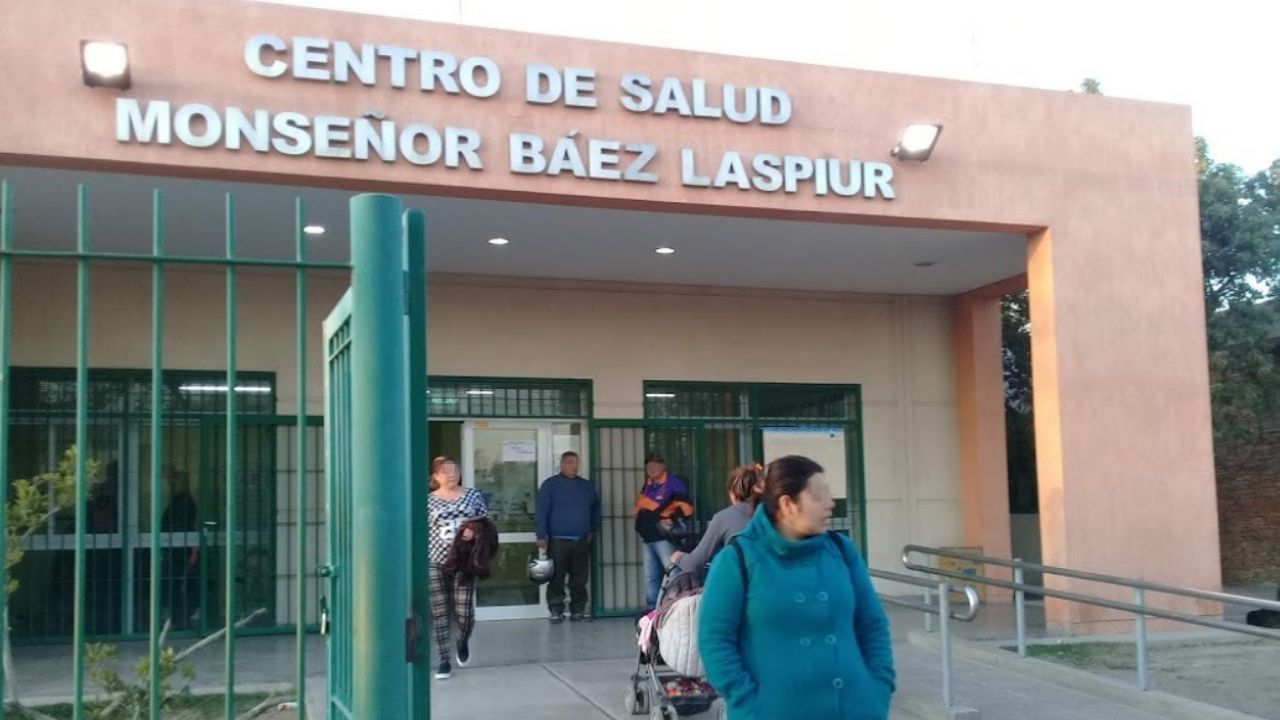 CENTRO DE SALUD
MONSEÑOR BÁEZ LASPIUR